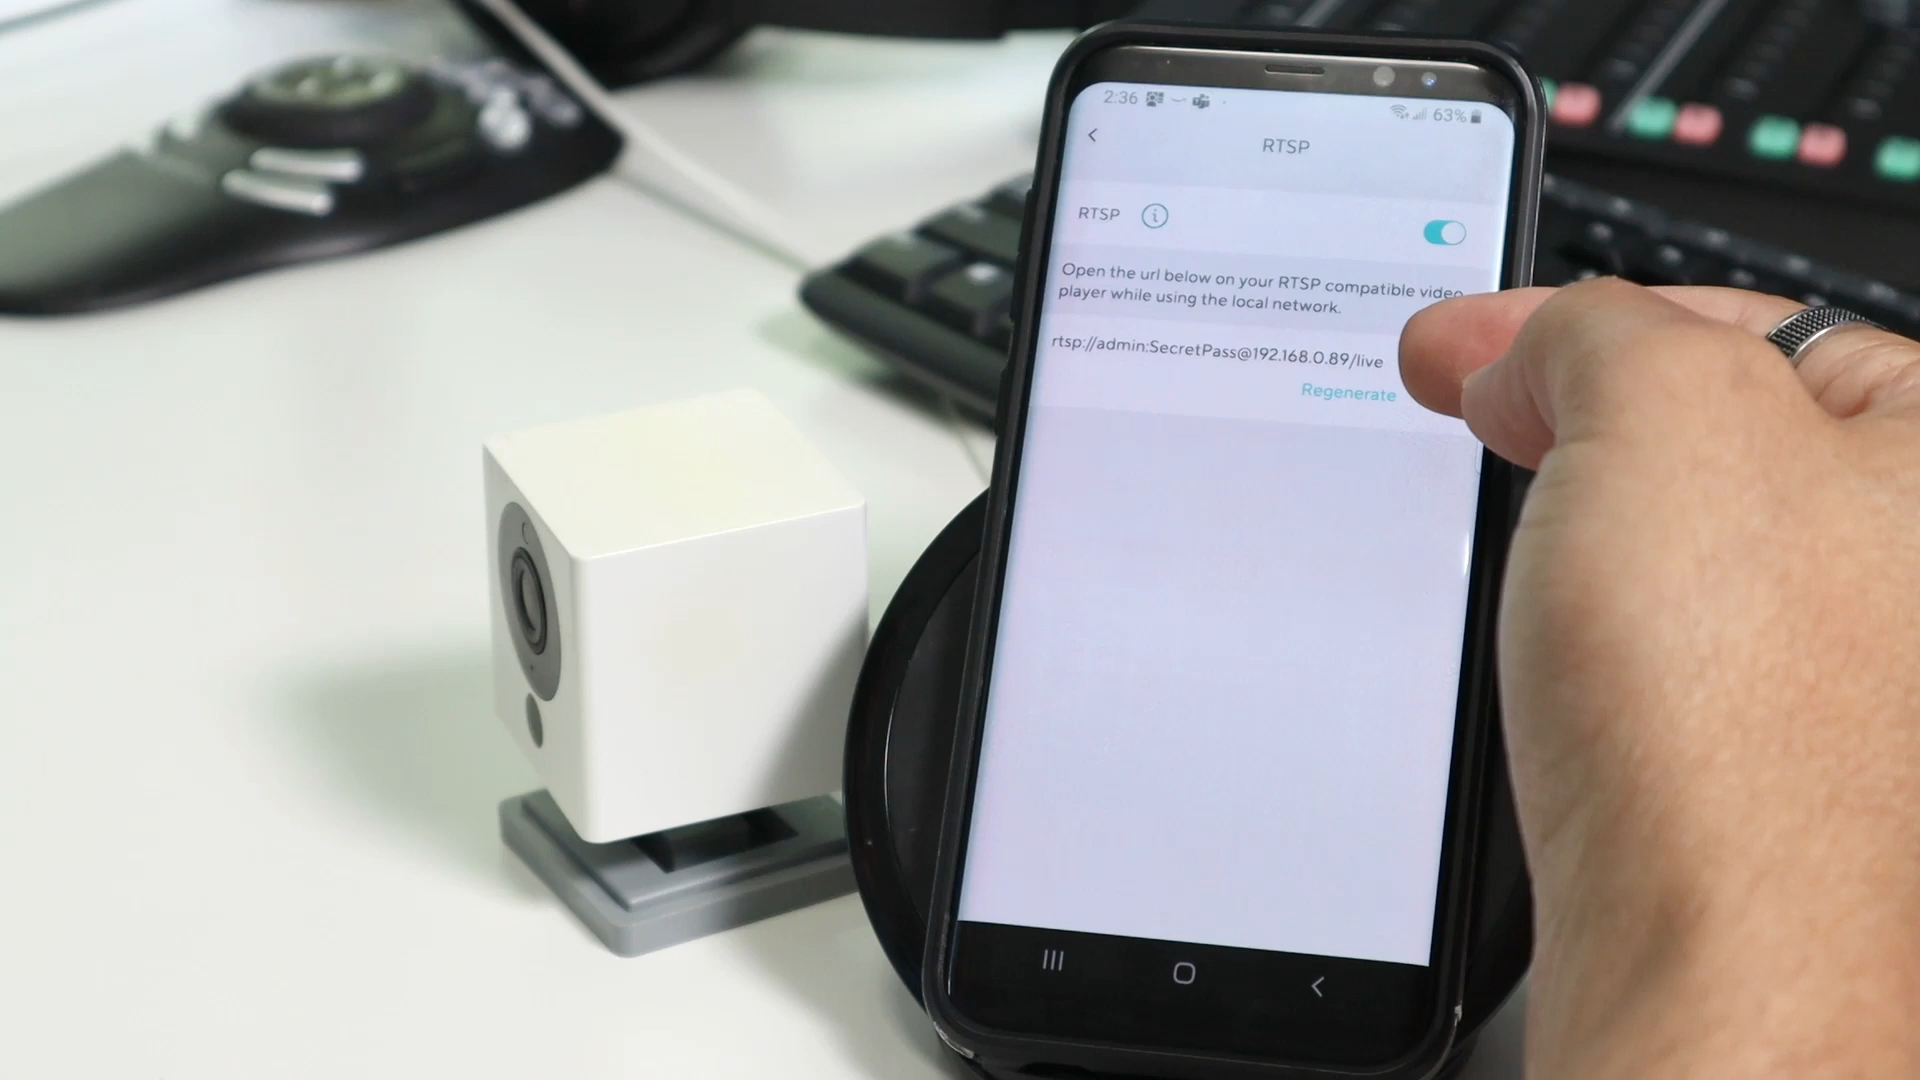 2:36
63%
RTSP
RTSP
Open the url below on your RTSP compatible video
player while using the local network.
rtsp://admin:SecretPass@192.168.0.89/live
Regenerate